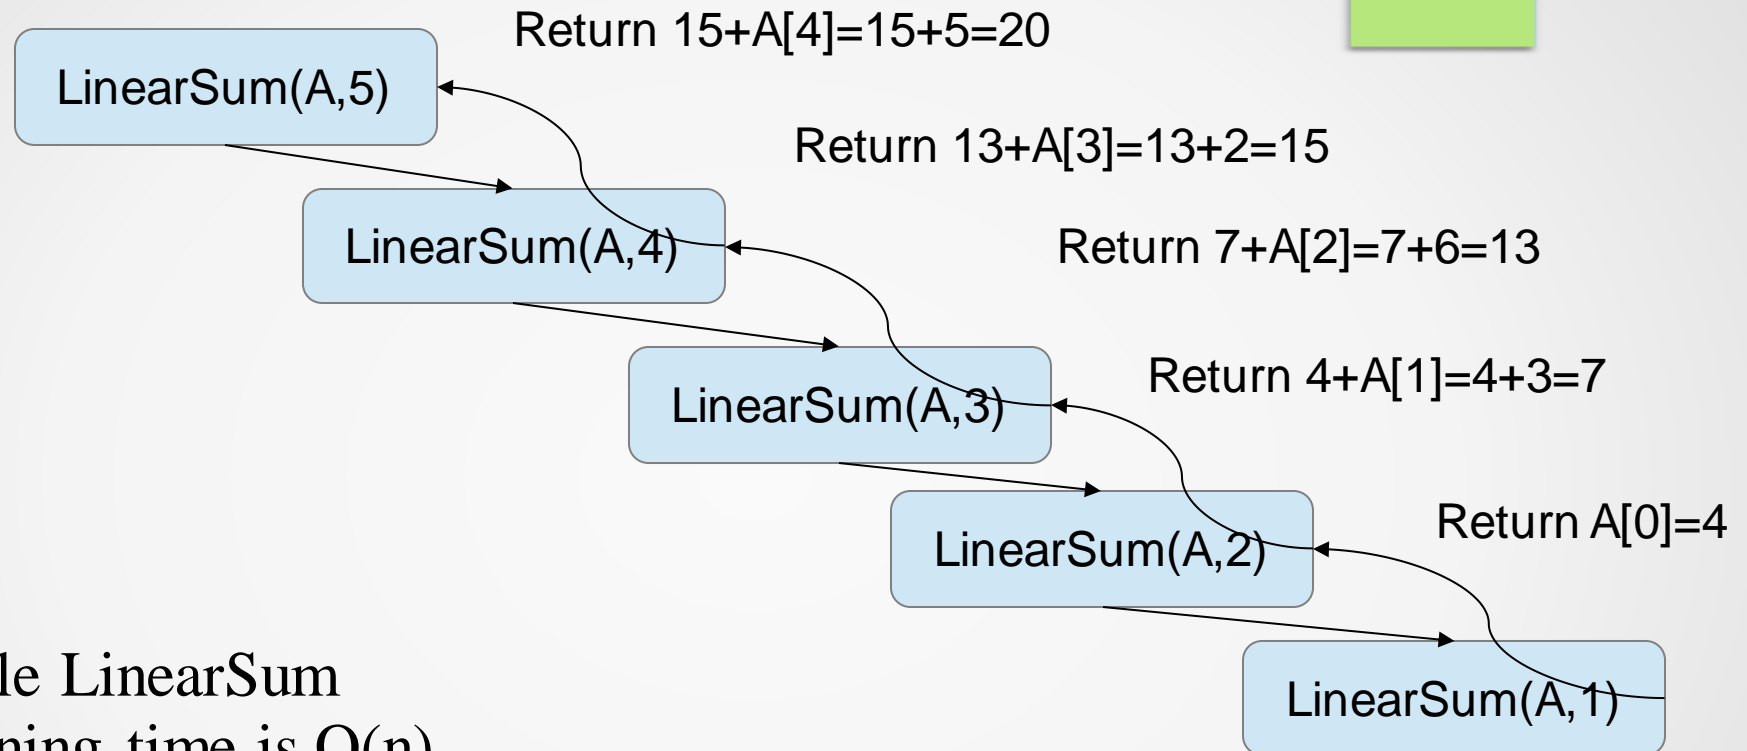 Return 15+A[4]=15+5=20
LinearSum(A,5)
Return 13+A[3]=13+2=15
LinearSum(A,4)
Return 7+A[2]=7+6=13
Return 4+A[1]=4+3=7
LinearSum(A,3)
Return A[0]=4
LinearSum(A,2)
LinearSum
LinearSum(A,1)
time is O(n)